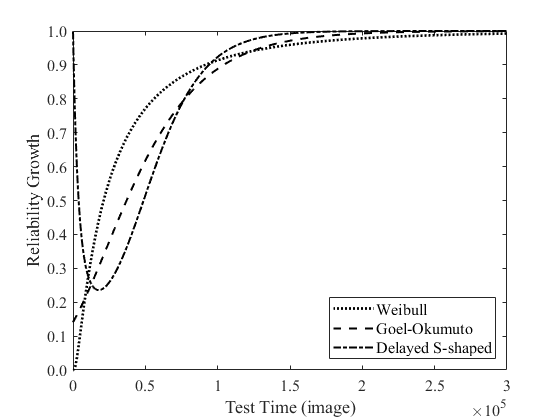 1.0
0.9
0.8
0.7
0.6
0.5
0.4
0.3
0.2
0.1
0.0
Reliability Growth
Weibull
Goel-Okumuto
Delayed S-shaped
0 0.5 1 1.5 2 2.5 3
Test Time (image)
×10⁵